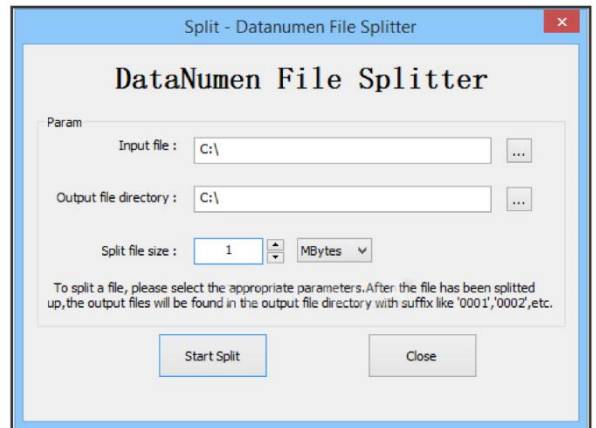 Split - Datanumen File Splitter
×
DataNumen File Splitter
Param
Input file : C:\ ...
Output file directory : C:\ ...
Split file size : 1 MBytes
To split a file, please select the appropriate parameters.After the file has been splitted
up,the output files will be found in the output file directory with suffix like '0001','0002',etc.
Start Split Close